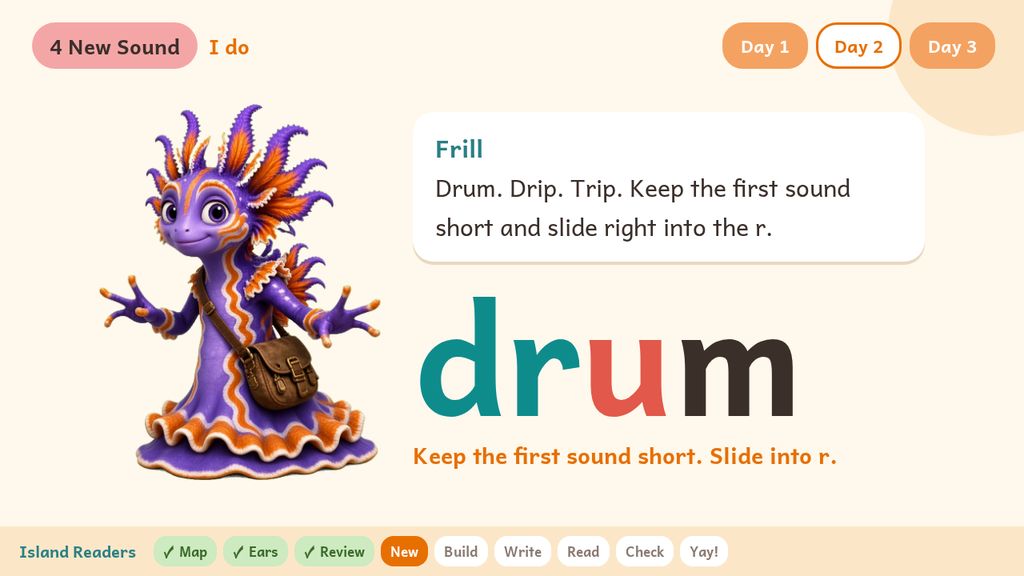 4 New Sound I do Day 1 Day 2 Day 3
Frill
Drum. Drip. Trip. Keep the first sound
short and slide right into the r.
drum
Keep the first sound short. Slide into r.
Island Readers ✓ Map ✓ Ears ✓ Review New Build Write Read Check Yay!